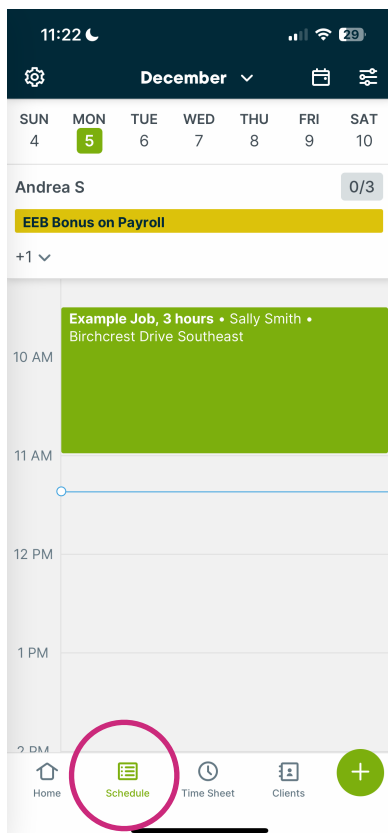 11:22
29
December
SUN MON TUE WED THU FRI SAT
4 5 6 7 8 9 10
Andrea S 0/3
EEB Bonus on Payroll
+1
Example Job, 3 hours • Sally Smith •
Birchcrest Drive Southeast
10 AM
11 AM
12 PM
1 PM
2 PM
Home Schedule Time Sheet Clients